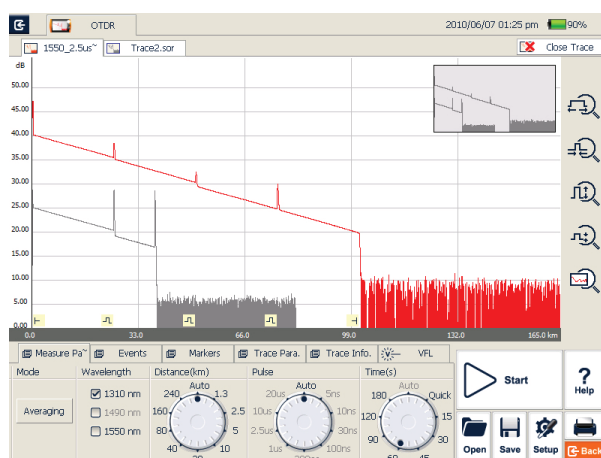 OTDR 2010/06/07 01:25 pm 90%
1550_2.5us~ Trace2.sor Close Trace
dB
50.00
45.00
40.00
35.00
30.00
25.00
20.00
15.00
10.00
5.00
0.00
0.0 33.0 66.0 99.0 132.0 165.0 km
Measure Pa~ Events Markers Trace Para. Trace Info. VFL
Mode Wavelength Distance(km) Pulse Time(s)
Averaging
1310 nm
1490 nm
1550 nm
Auto
240 1.3
160 2.5
80 5
40 10
20
Auto
20us 5ns
10us 10ns
2.5us 30ns
1us 100ns
Auto
180 Quick
120 15
90 30
60 45
Start
Help
Open Save Setup Back